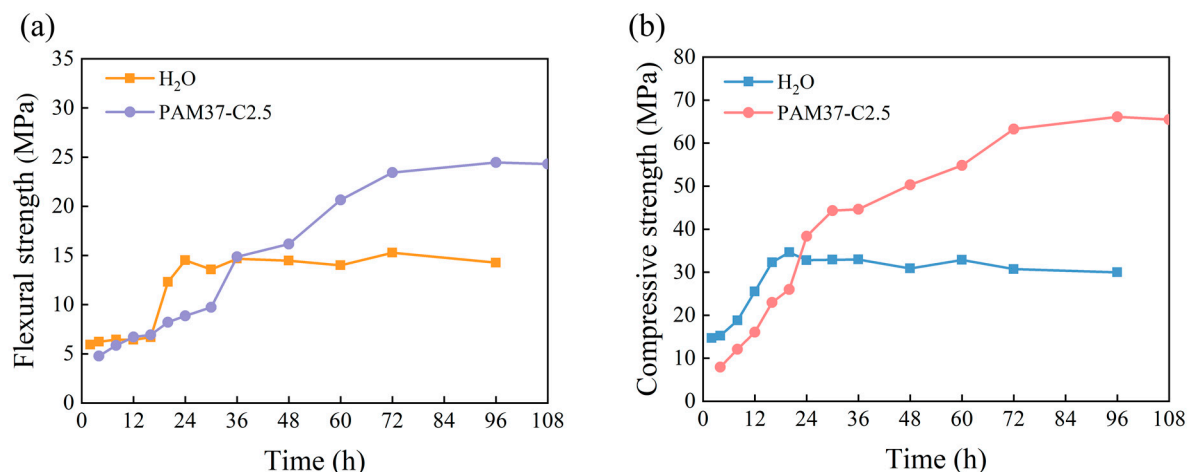 (a)
Flexural strength (MPa)
35
30
25
20
15
10
5
0
H₂O
PAM37-C2.5
0 12 24 36 48 60 72 84 96 108
Time (h)
(b)
Compressive strength (MPa)
80
70
60
50
40
30
20
10
0
H₂O
PAM37-C2.5
0 12 24 36 48 60 72 84 96 108
Time (h)